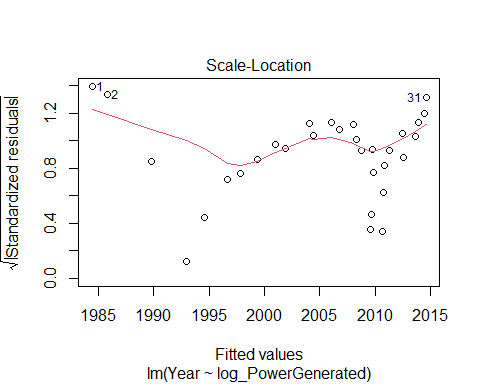 Scale-Location
√|Standardized residuals|
0.0 0.4 0.8 1.2
1
2
31
1985 1990 1995 2000 2005 2010 2015
Fitted values
lm(Year ~ log_PowerGenerated)